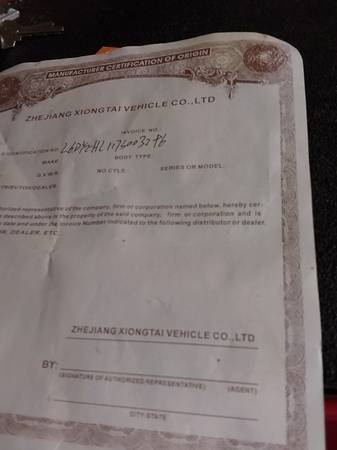 MANUFACTURER CERTIFICATION OF ORIGIN
ZHEJIANG XIONGTAI VEHICLE CO.,LTD
INVOICE NO.
IDENTIFICATION NO.
MAKE BODY TYPE:
G.V.W.R. NO.CYLS. SERIES OR MODEL.
DEALER.
representative of the company, firm or corporation named below, hereby cer-
described above is the property of the said company, firm or corporation and is
date and under the Invoice Number indicated to the following distributor or dealer.
DEALER, ETC.
ZHEJIANG XIONGTAI VEHICLE CO.,LTD
BY:
(SIGNATURE OF AUTHORIZED REPRESENTATIVE) (AGENT)
CITY-STATE